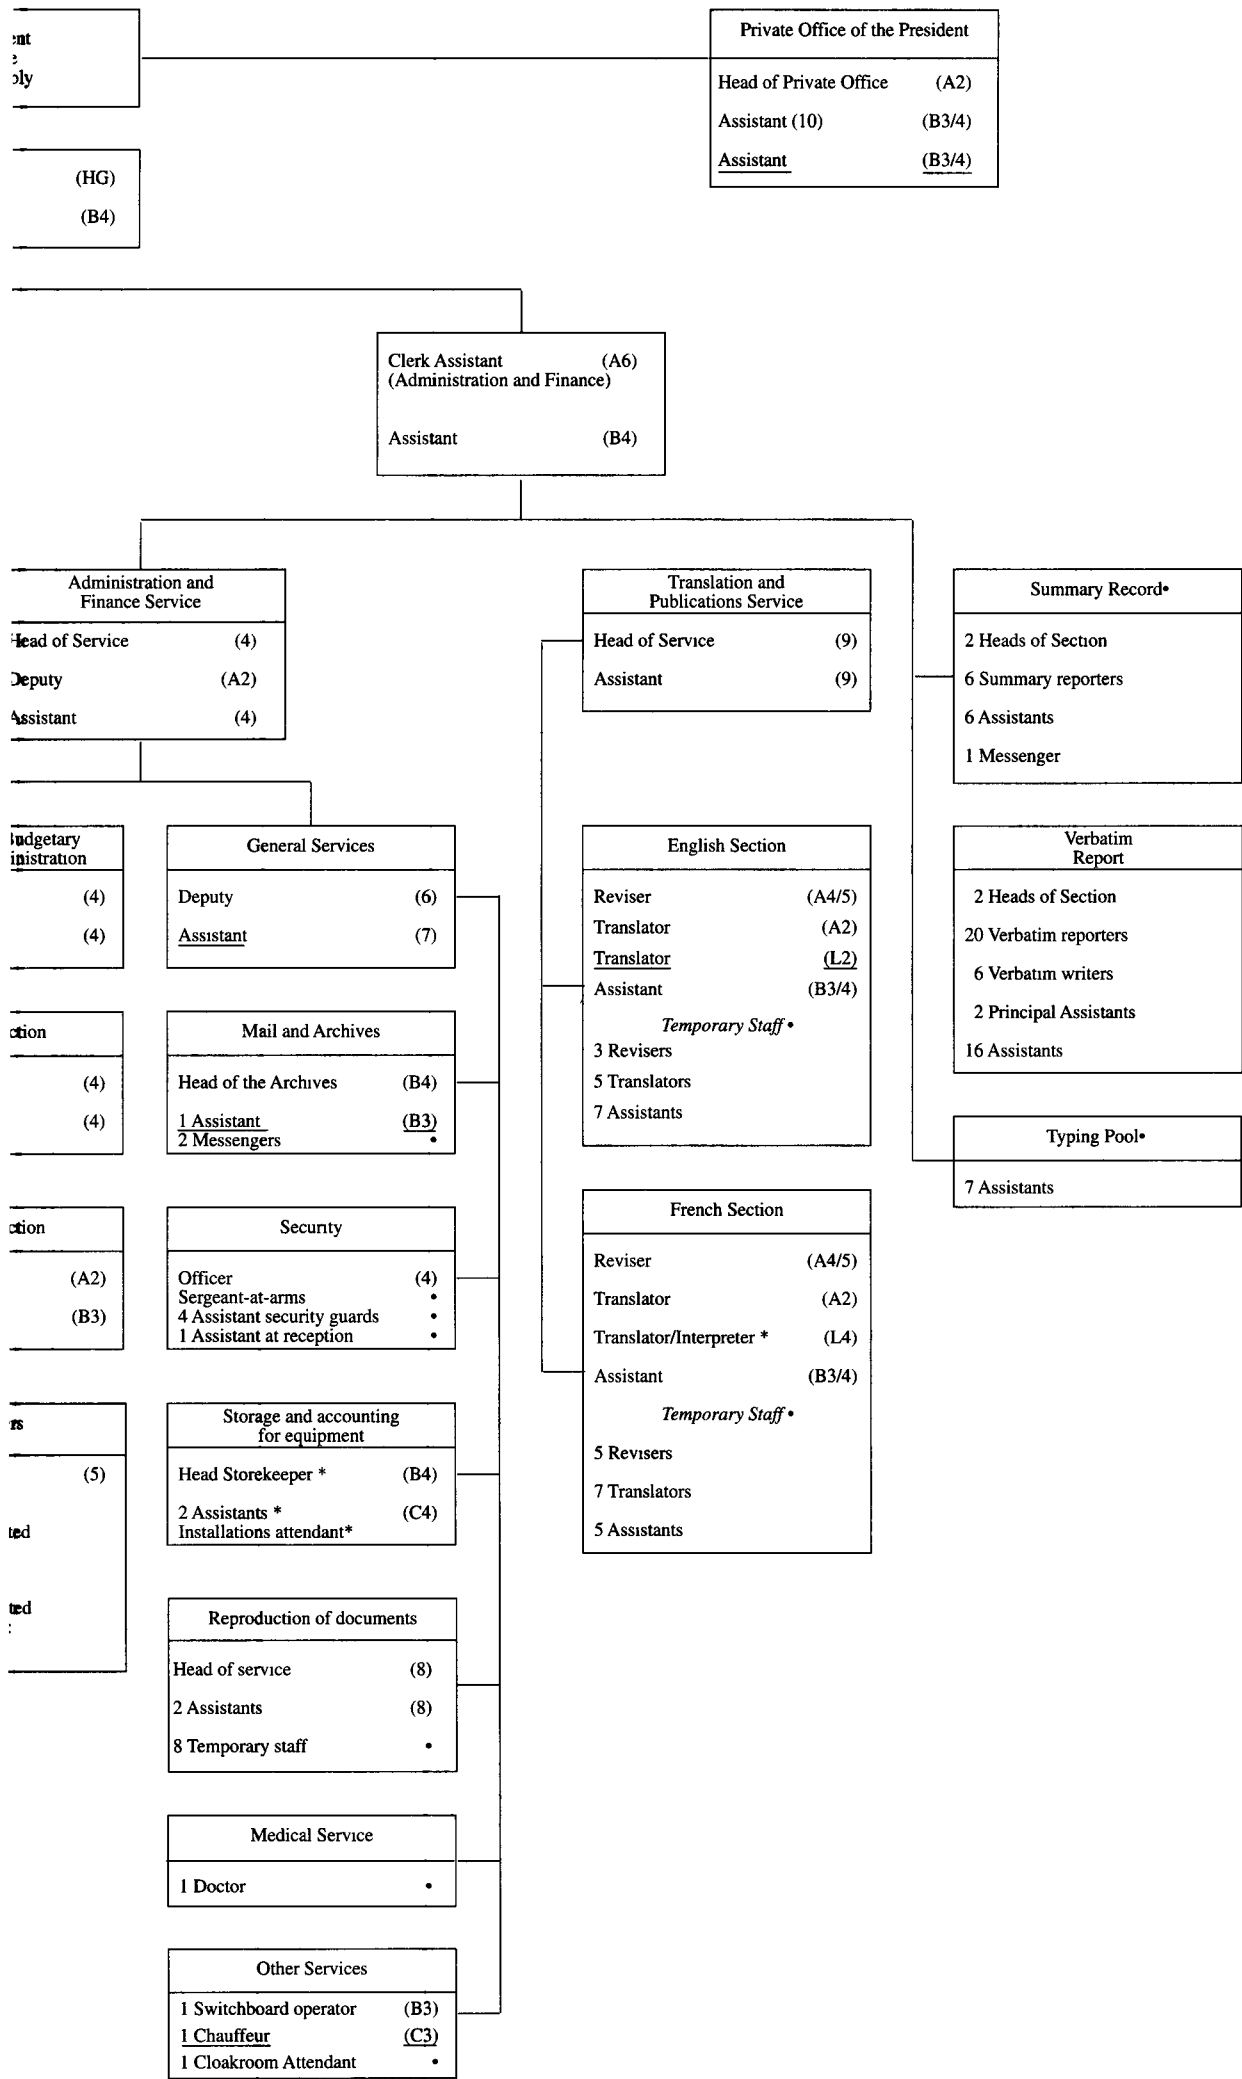 Private Office of the President
Head of Private Office (A2)
Assistant (10) (B3/4)
Assistant (B3/4)
(HG)
(B4)
Clerk Assistant (A6)
(Administration and Finance)
Assistant (B4)
Administration and
Finance Service
Head of Service (4)
Deputy (A2)
Assistant (4)
Translation and
Publications Service
Head of Service (9)
Assistant (9)
Summary Record•
2 Heads of Section
6 Summary reporters
6 Assistants
1 Messenger
(4)
(4)
General Services
Deputy (6)
Assistant (7)
English Section
Reviser (A4/5)
Translator (A2)
Translator (L2)
Assistant (B3/4)
Temporary Staff •
3 Revisers
5 Translators
7 Assistants
Verbatim
Report
2 Heads of Section
20 Verbatim reporters
6 Verbatim writers
2 Principal Assistants
16 Assistants
(4)
(4)
Mail and Archives
Head of the Archives (B4)
1 Assistant (B3)
2 Messengers •
Typing Pool•
7 Assistants
(A2)
(B3)
Security
Officer (4)
Sergeant-at-arms •
4 Assistant security guards •
1 Assistant at reception •
French Section
Reviser (A4/5)
Translator (A2)
Translator/Interpreter * (L4)
Assistant (B3/4)
Temporary Staff •
5 Revisers
7 Translators
5 Assistants
(5)
Storage and accounting
for equipment
Head Storekeeper * (B4)
2 Assistants * (C4)
Installations attendant*
Reproduction of documents
Head of service (8)
2 Assistants (8)
8 Temporary staff •
Medical Service
1 Doctor •
Other Services
1 Switchboard operator (B3)
1 Chauffeur (C3)
1 Cloakroom Attendant •